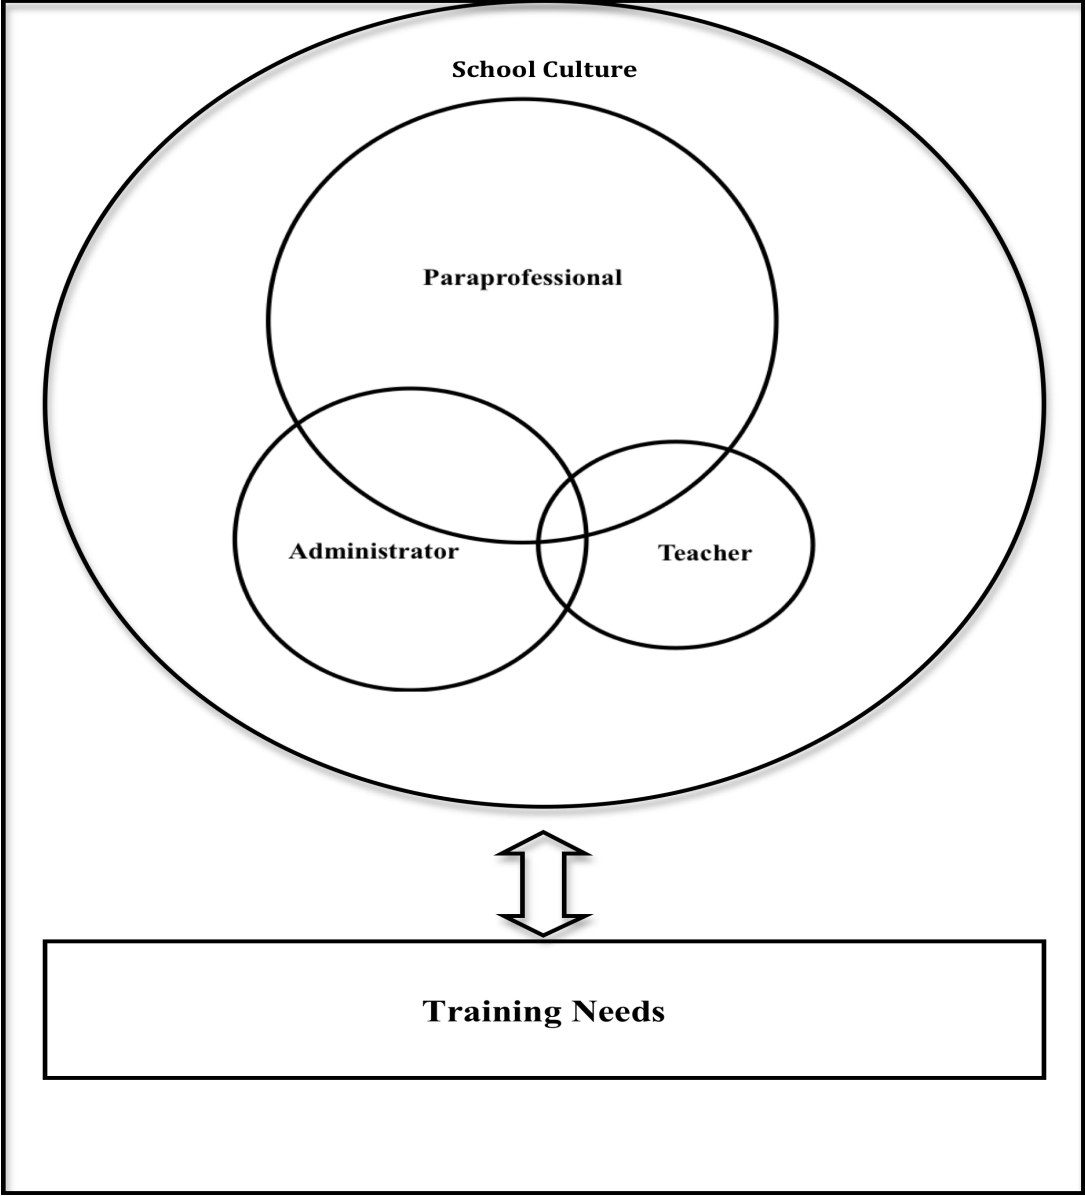 School Culture
Paraprofessional
Administrator
Teacher
Training Needs